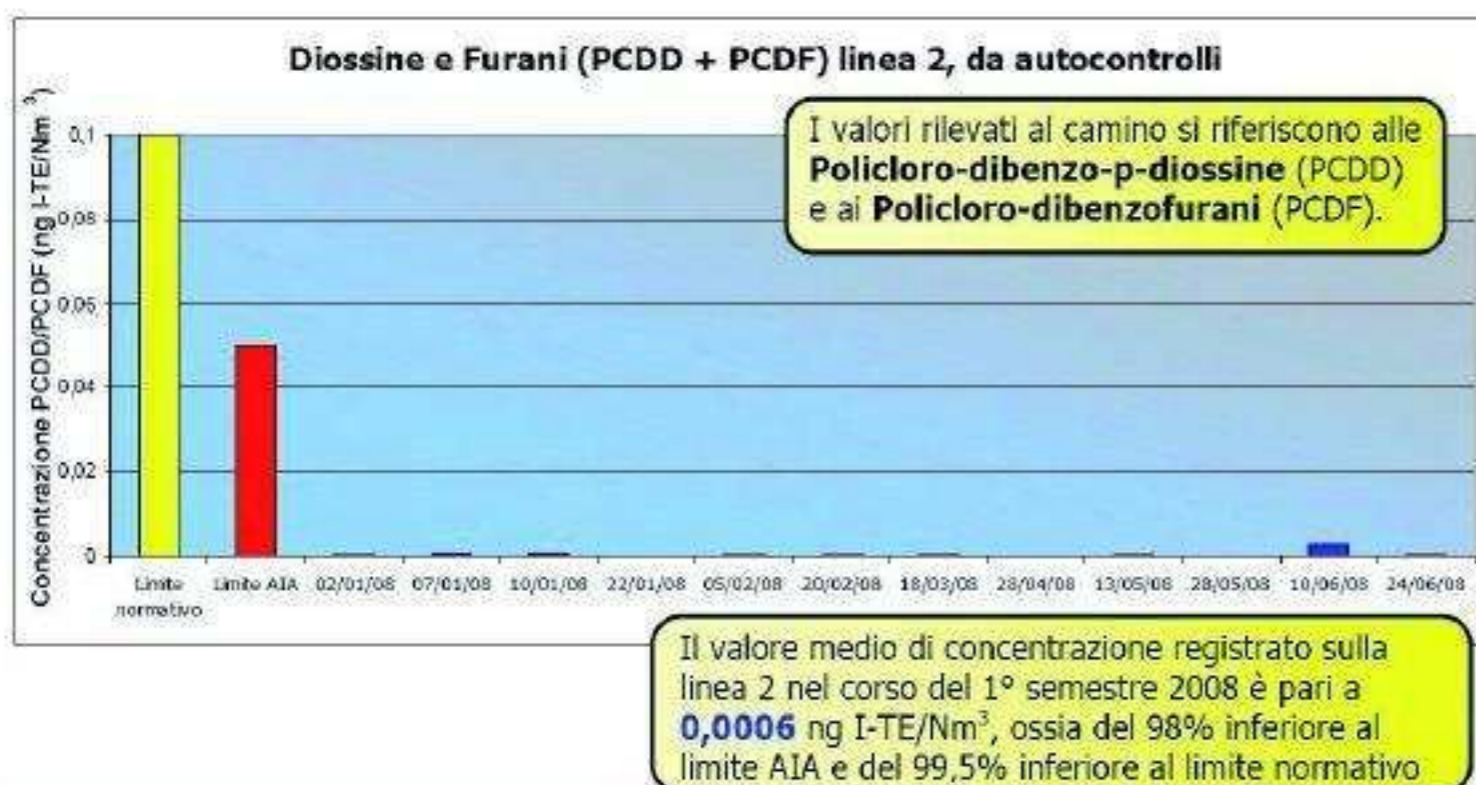 Diossine e Furani (PCDD + PCDF) linea 2, da autocontrolli
I valori rilevati al camino si riferiscono alle
Policloro-dibenzo-p-diossine (PCDD)
e ai Policloro-dibenzofurani (PCDF).
Concentrazione PCDD/PCDF (ng I-TE/Nm³)
0,1
0,08
0,06
0,04
0,02
0
Limite normativo
Limite AIA
02/01/08
07/01/08
10/01/08
22/01/08
05/02/08
20/02/08
18/03/08
28/04/08
13/05/08
28/05/08
10/06/08
24/06/08
Il valore medio di concentrazione registrato sulla
linea 2 nel corso del 1° semestre 2008 è pari a
0,0006 ng I-TE/Nm³, ossia del 98% inferiore al
limite AIA e del 99,5% inferiore al limite normativo